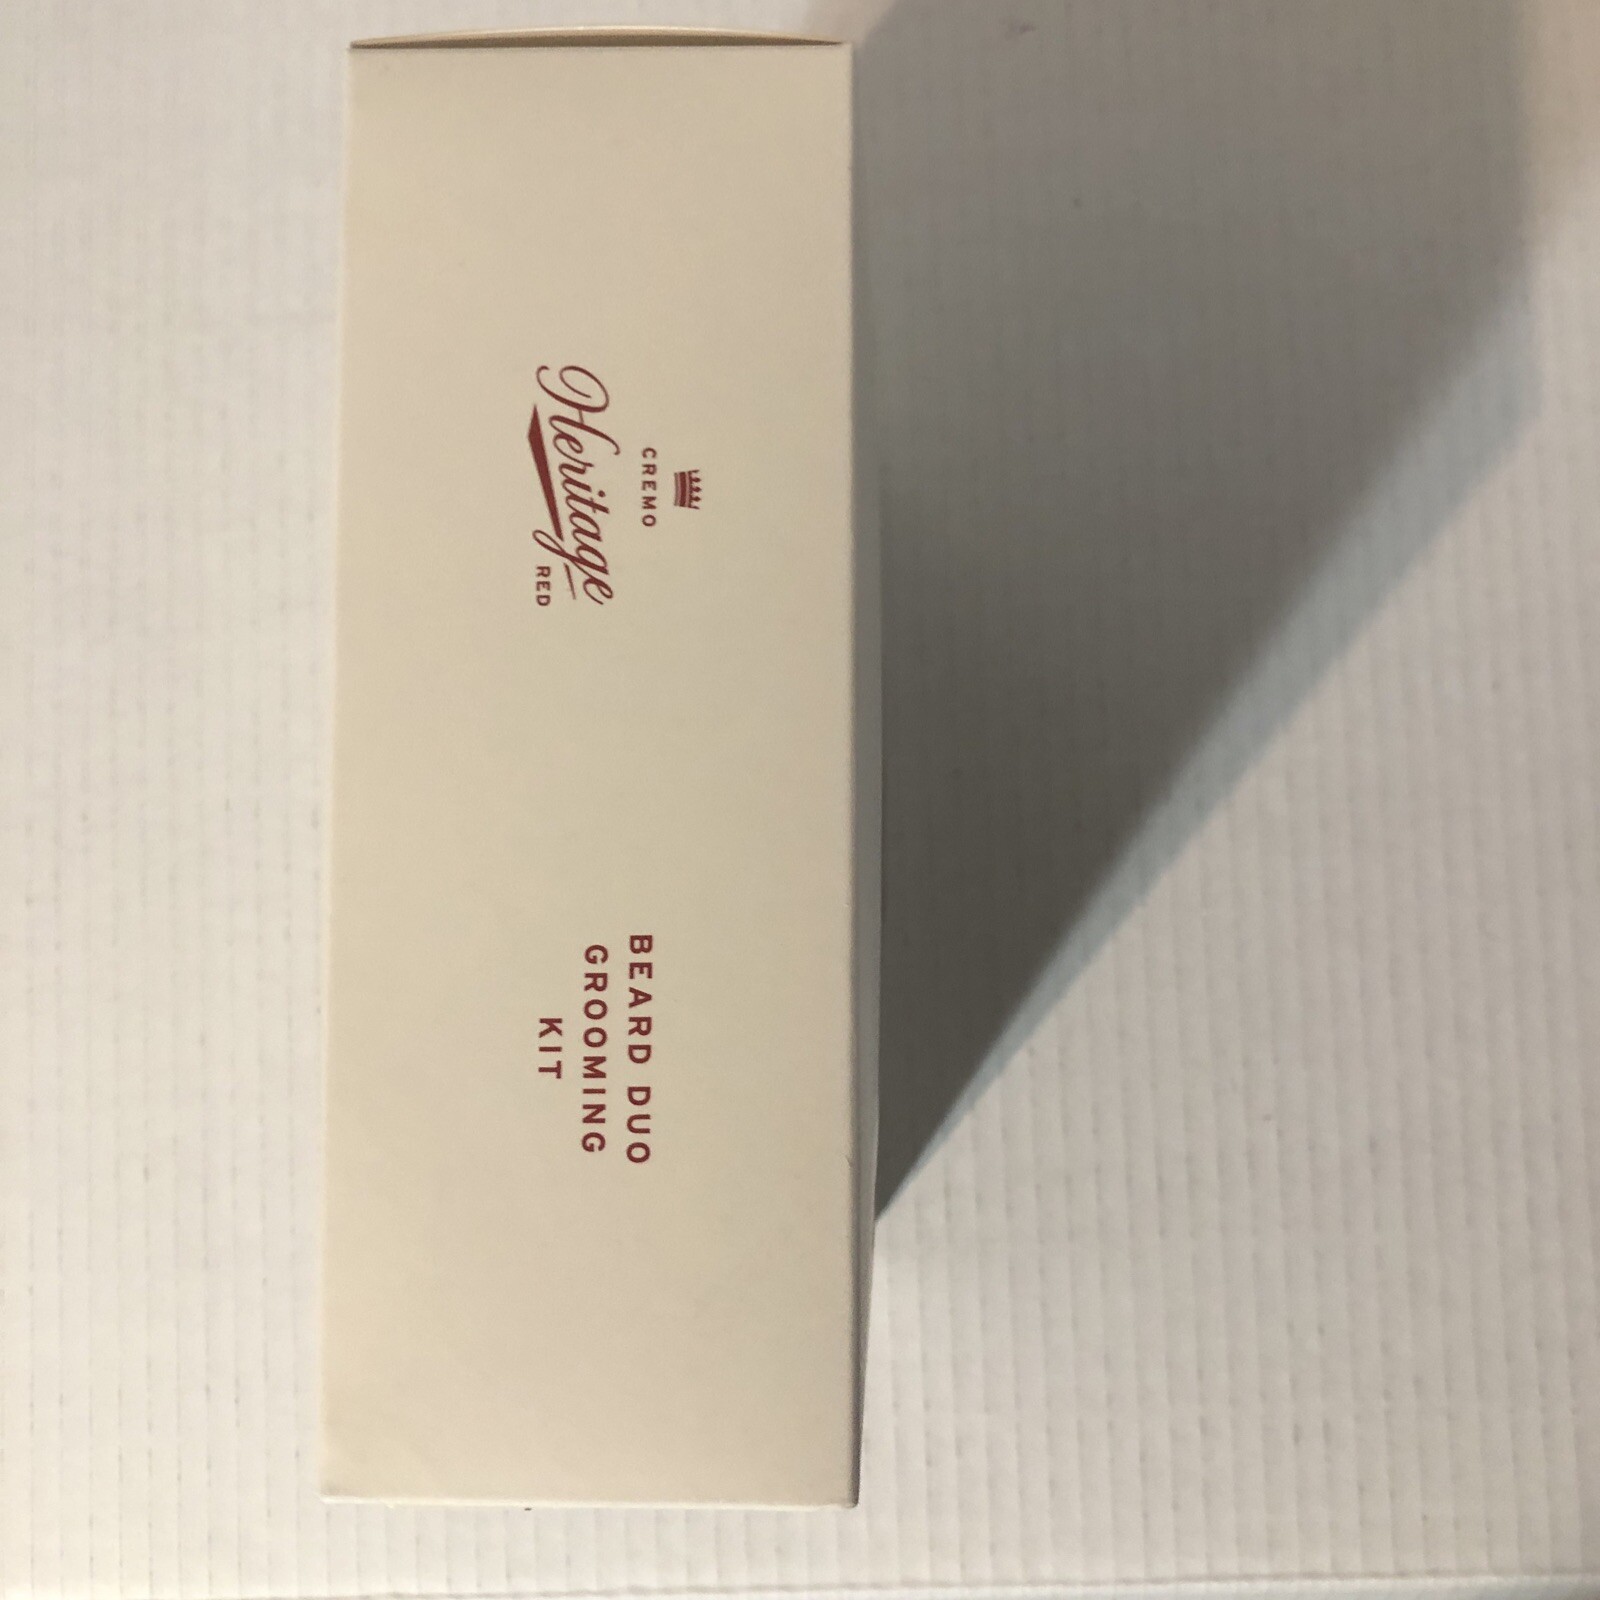 CREMO
Heritage
RED
BEARD DUO
GROOMING
KIT